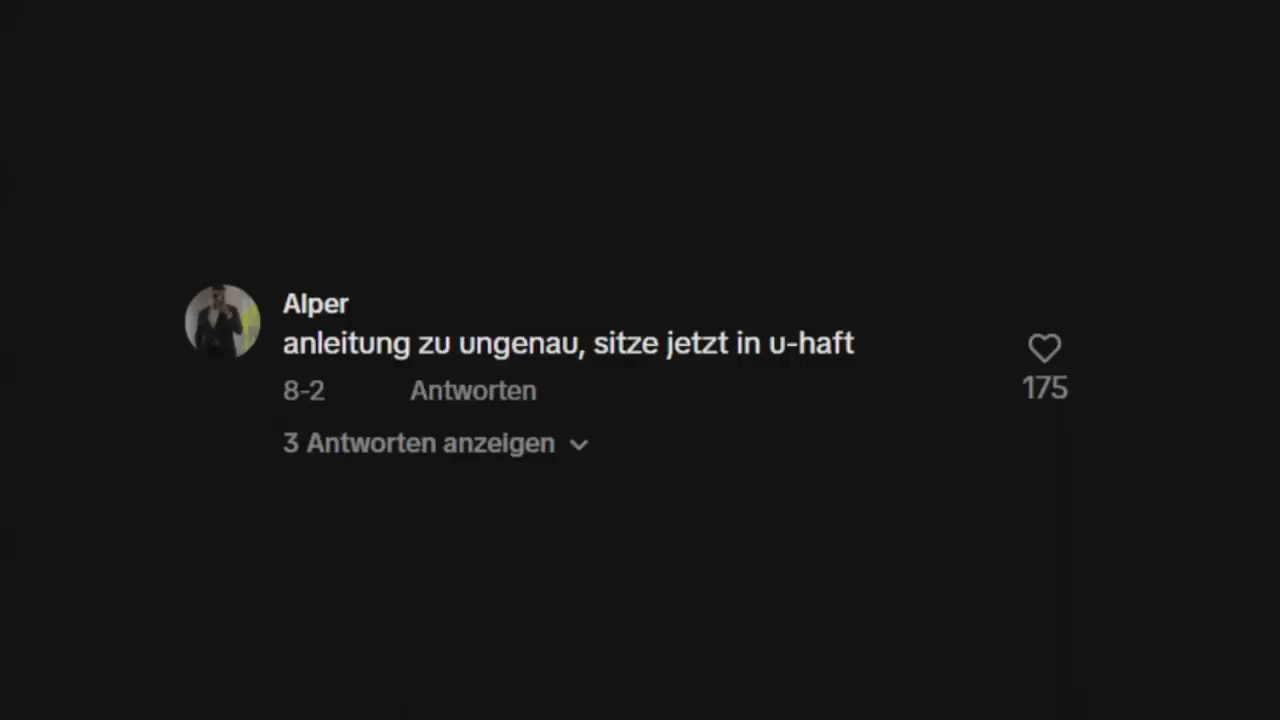 Alper
anleitung zu ungenau, sitze jetzt in u-haft
8-2 Antworten
175
3 Antworten anzeigen